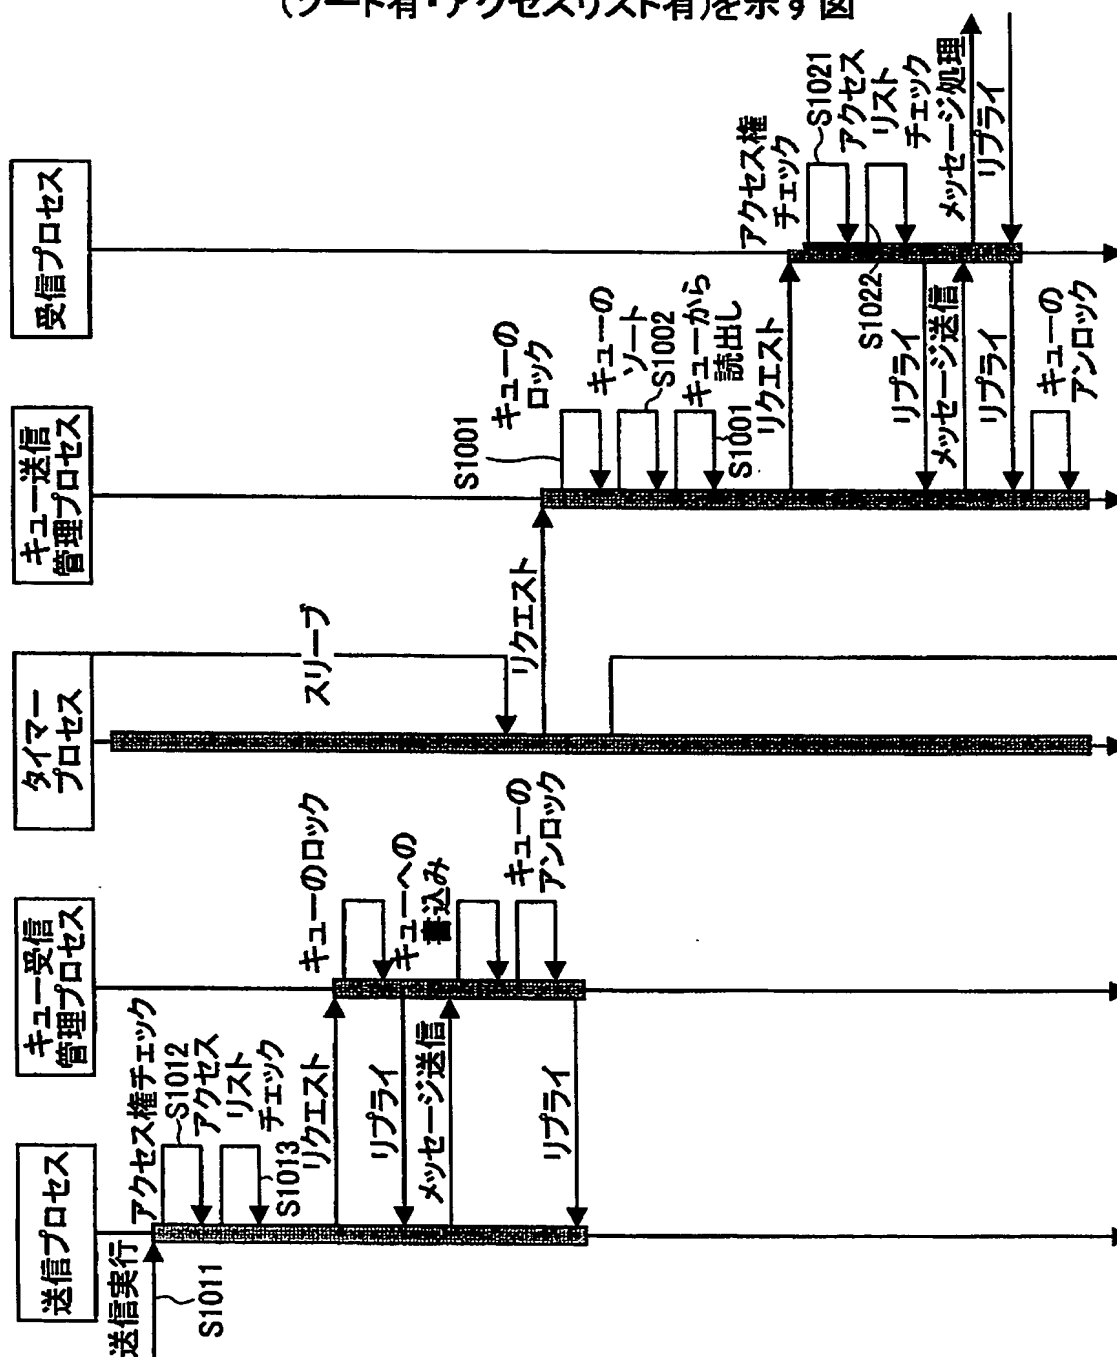 (ソート有・アクセスリスト有)を示す図
送信プロセス
キュー受信
管理プロセス
タイマー
プロセス
キュー送信
管理プロセス
受信プロセス
送信実行
S1011
アクセス権チェック
S1012
アクセス
リスト
チェック
S1013
リクエスト
リプライ
メッセージ送信
リプライ
キューのロック
キューへの
書込み
キューの
アンロック
スリープ
リクエスト
S1001
キューの
ロック
キューの
ソート
S1002
キューから
読出し
S1001
リクエスト
アクセス権
チェック
S1021
アクセス
リスト
チェック
S1022
リプライ
メッセージ送信
メッセージ処理
リプライ
リプライ
キューの
アンロック